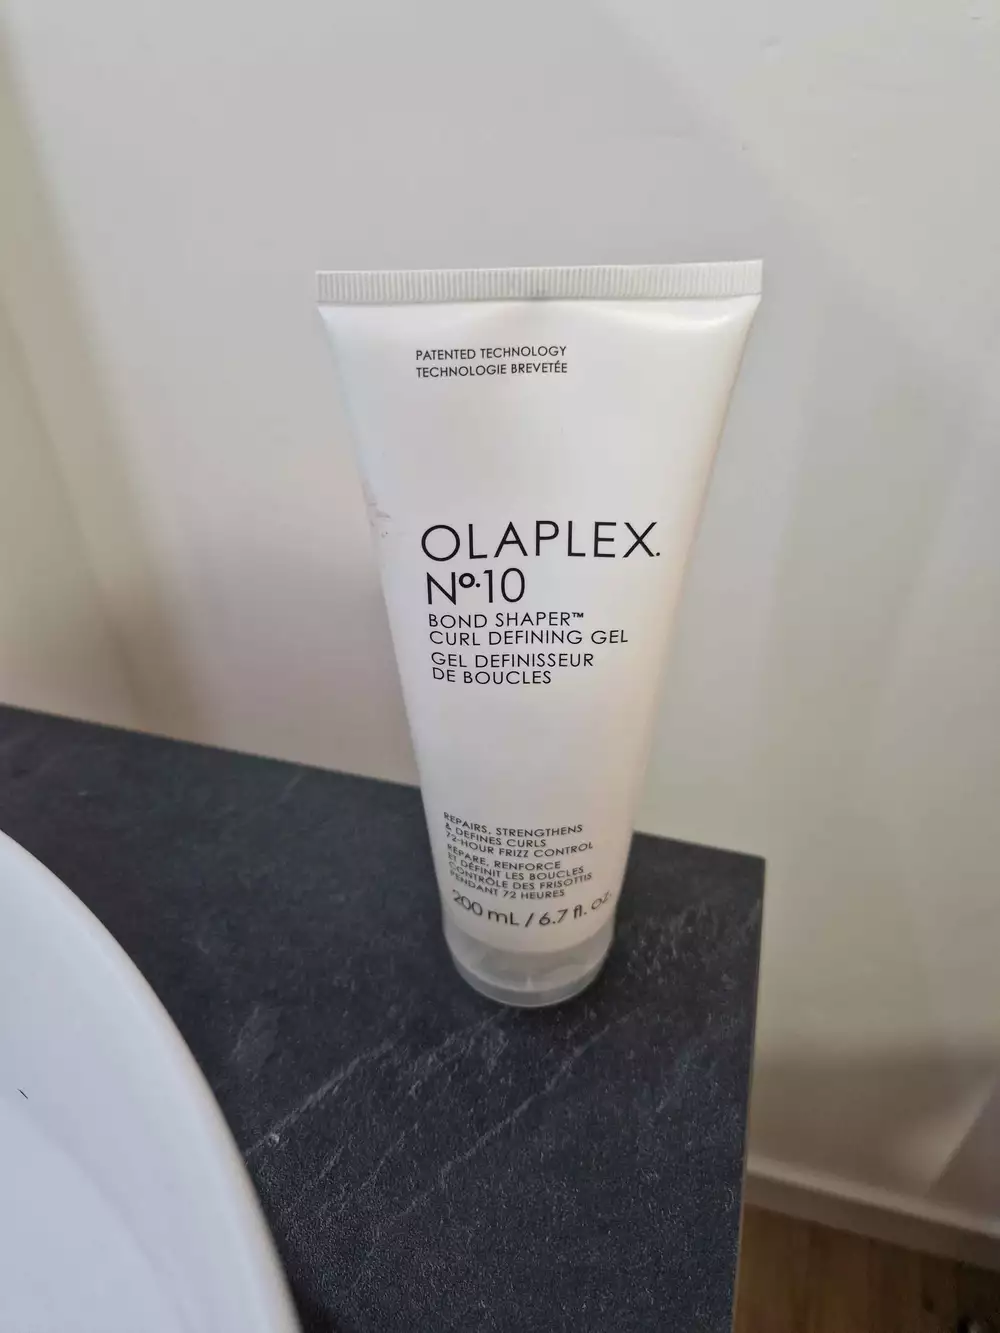 PATENTED TECHNOLOGY
TECHNOLOGIE BREVETÉE
OLAPLEX.
Nº.10
BOND SHAPER™
CURL DEFINING GEL
GEL DEFINISSEUR
DE BOUCLES
REPAIRS, STRENGTHENS
& DEFINES CURLS
72-HOUR FRIZZ CONTROL
RÉPARE, RENFORCE
ET DÉFINIT LES BOUCLES
CONTRÔLE DES FRISOTTIS
PENDANT 72 HEURES
200 mL / 6.7 fl. oz.